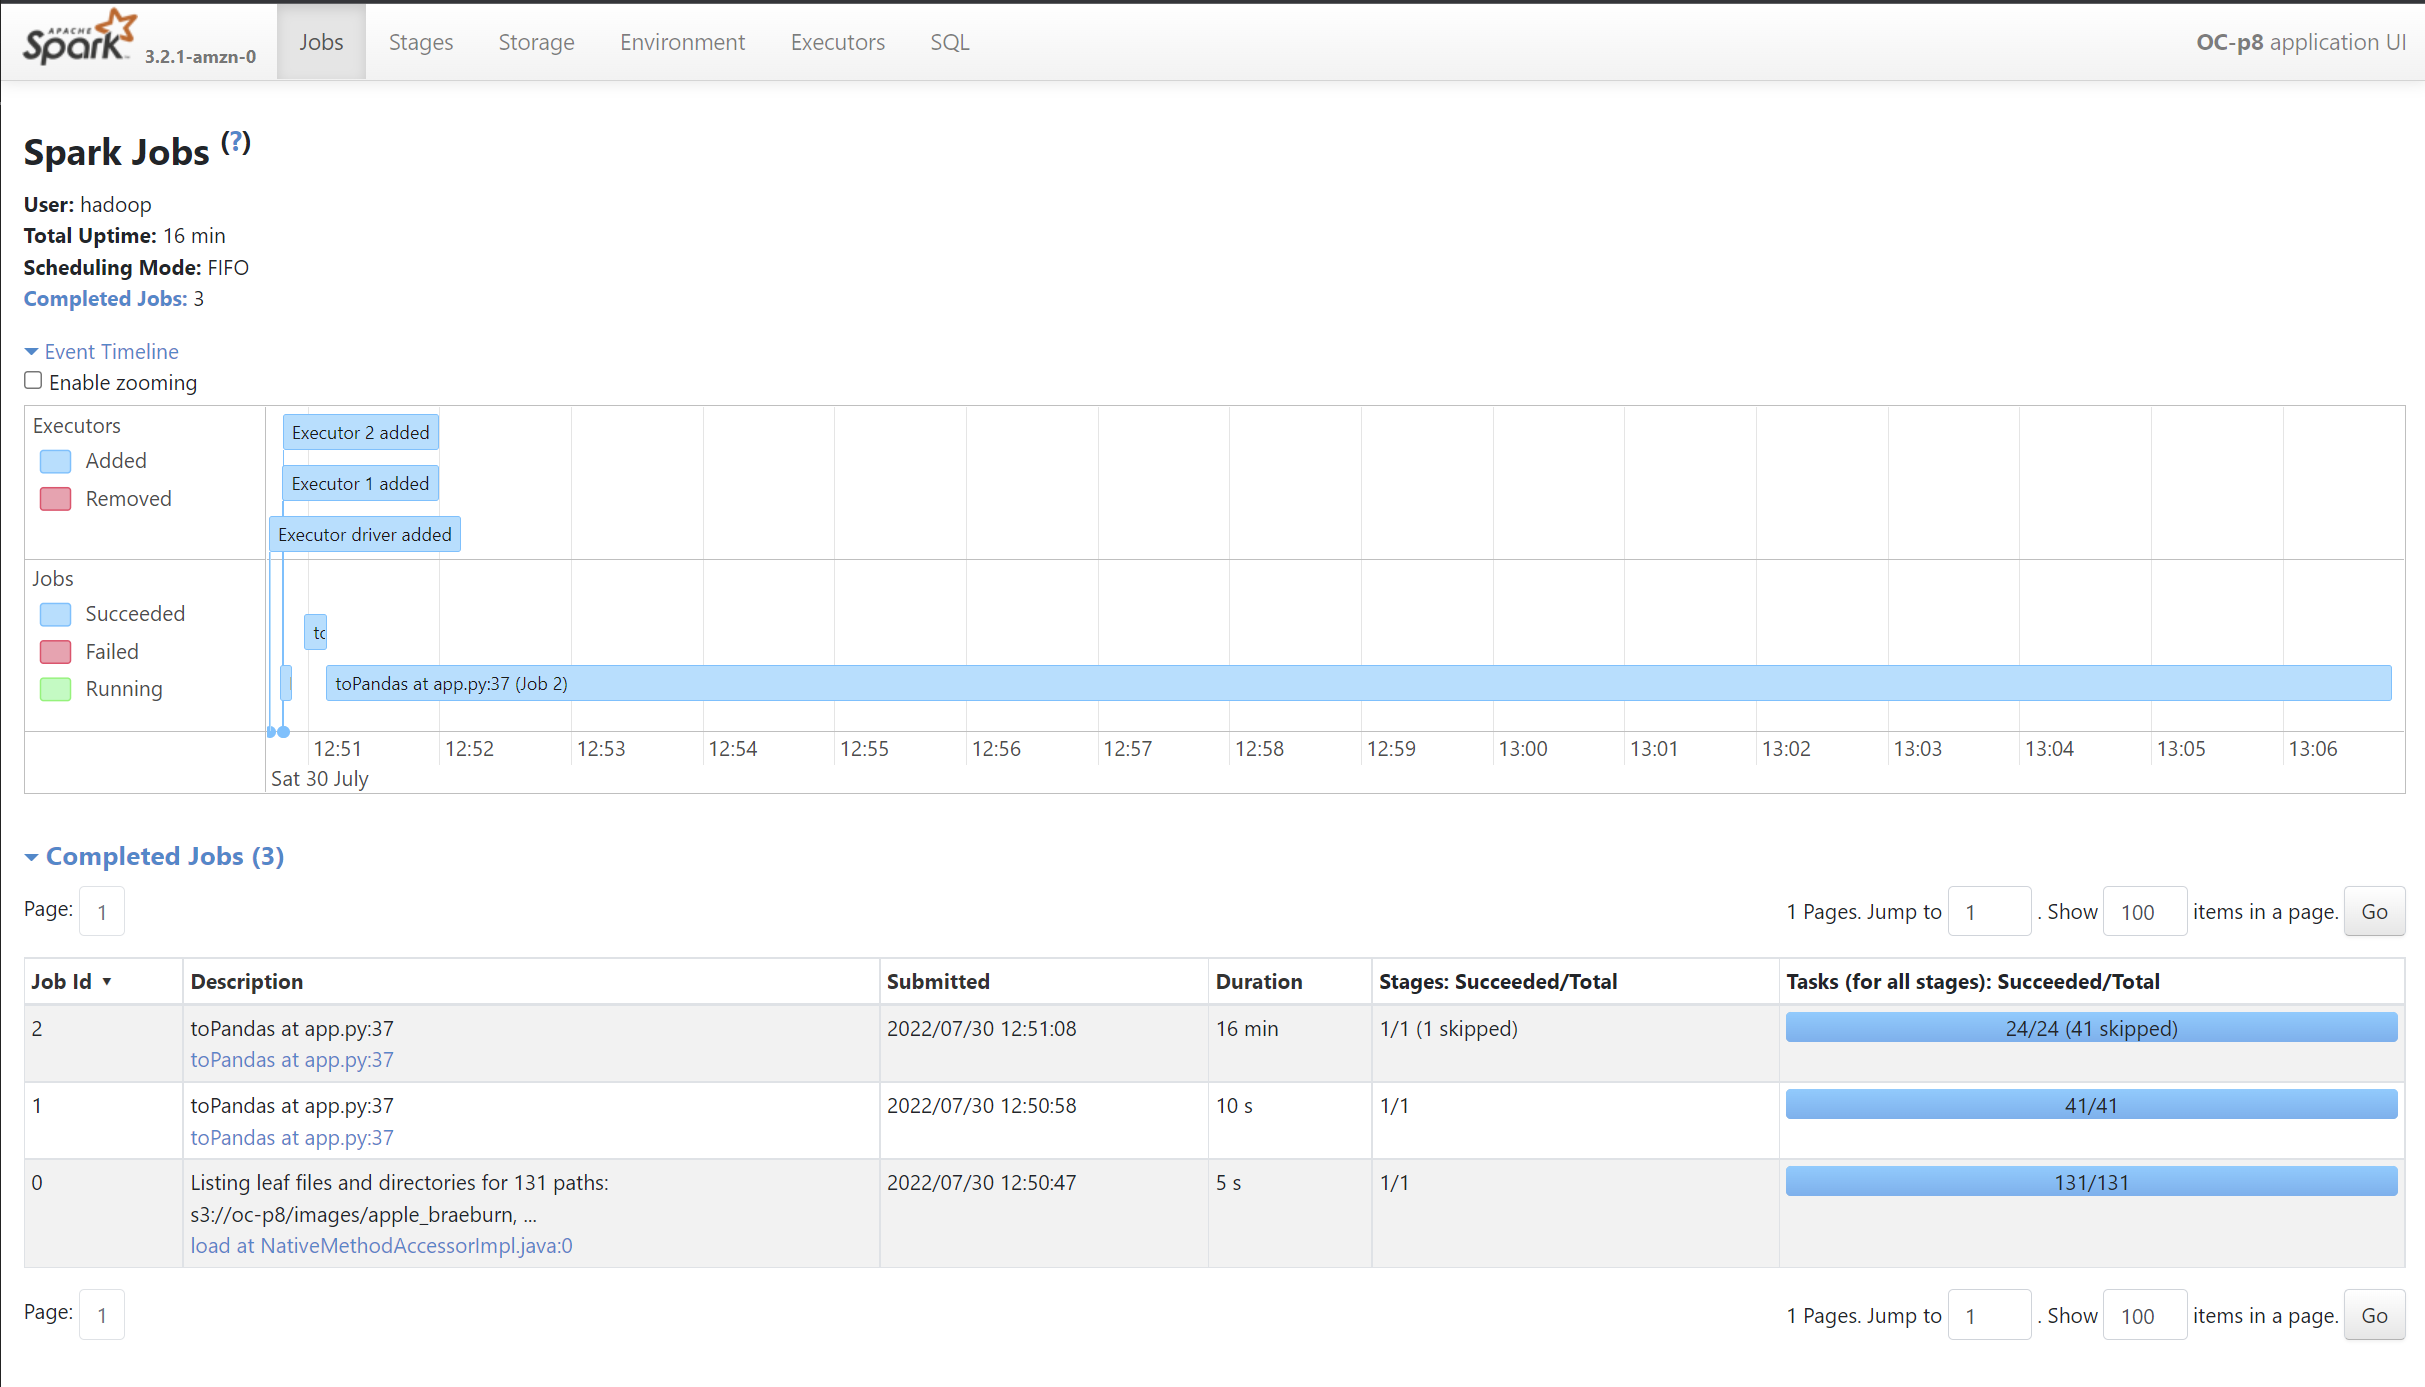 APACHE
Spark 3.2.1-amzn-0 Jobs Stages Storage Environment Executors SQL OC-p8 application UI
Spark Jobs (?)
User: hadoop
Total Uptime: 16 min
Scheduling Mode: FIFO
Completed Jobs: 3
Event Timeline
Enable zooming
Executors
Added
Removed
Executor 2 added
Executor 1 added
Executor driver added
Jobs
Succeeded
Failed
Running
toPandas at app.py:37 (Job 2)
12:51 12:52 12:53 12:54 12:55 12:56 12:57 12:58 12:59 13:00 13:01 13:02 13:03 13:04 13:05 13:06
Sat 30 July
Completed Jobs (3)
Page: 1 1 Pages. Jump to 1 . Show 100 items in a page. Go
Job Id ▾ Description Submitted Duration Stages: Succeeded/Total Tasks (for all stages): Succeeded/Total
2 toPandas at app.py:37 2022/07/30 12:51:08 16 min 1/1 (1 skipped) 24/24 (41 skipped)
toPandas at app.py:37
1 toPandas at app.py:37 2022/07/30 12:50:58 10 s 1/1 41/41
toPandas at app.py:37
0 Listing leaf files and directories for 131 paths: 2022/07/30 12:50:47 5 s 1/1 131/131
s3://oc-p8/images/apple_braeburn, ...
load at NativeMethodAccessorImpl.java:0
Page: 1 1 Pages. Jump to 1 . Show 100 items in a page. Go